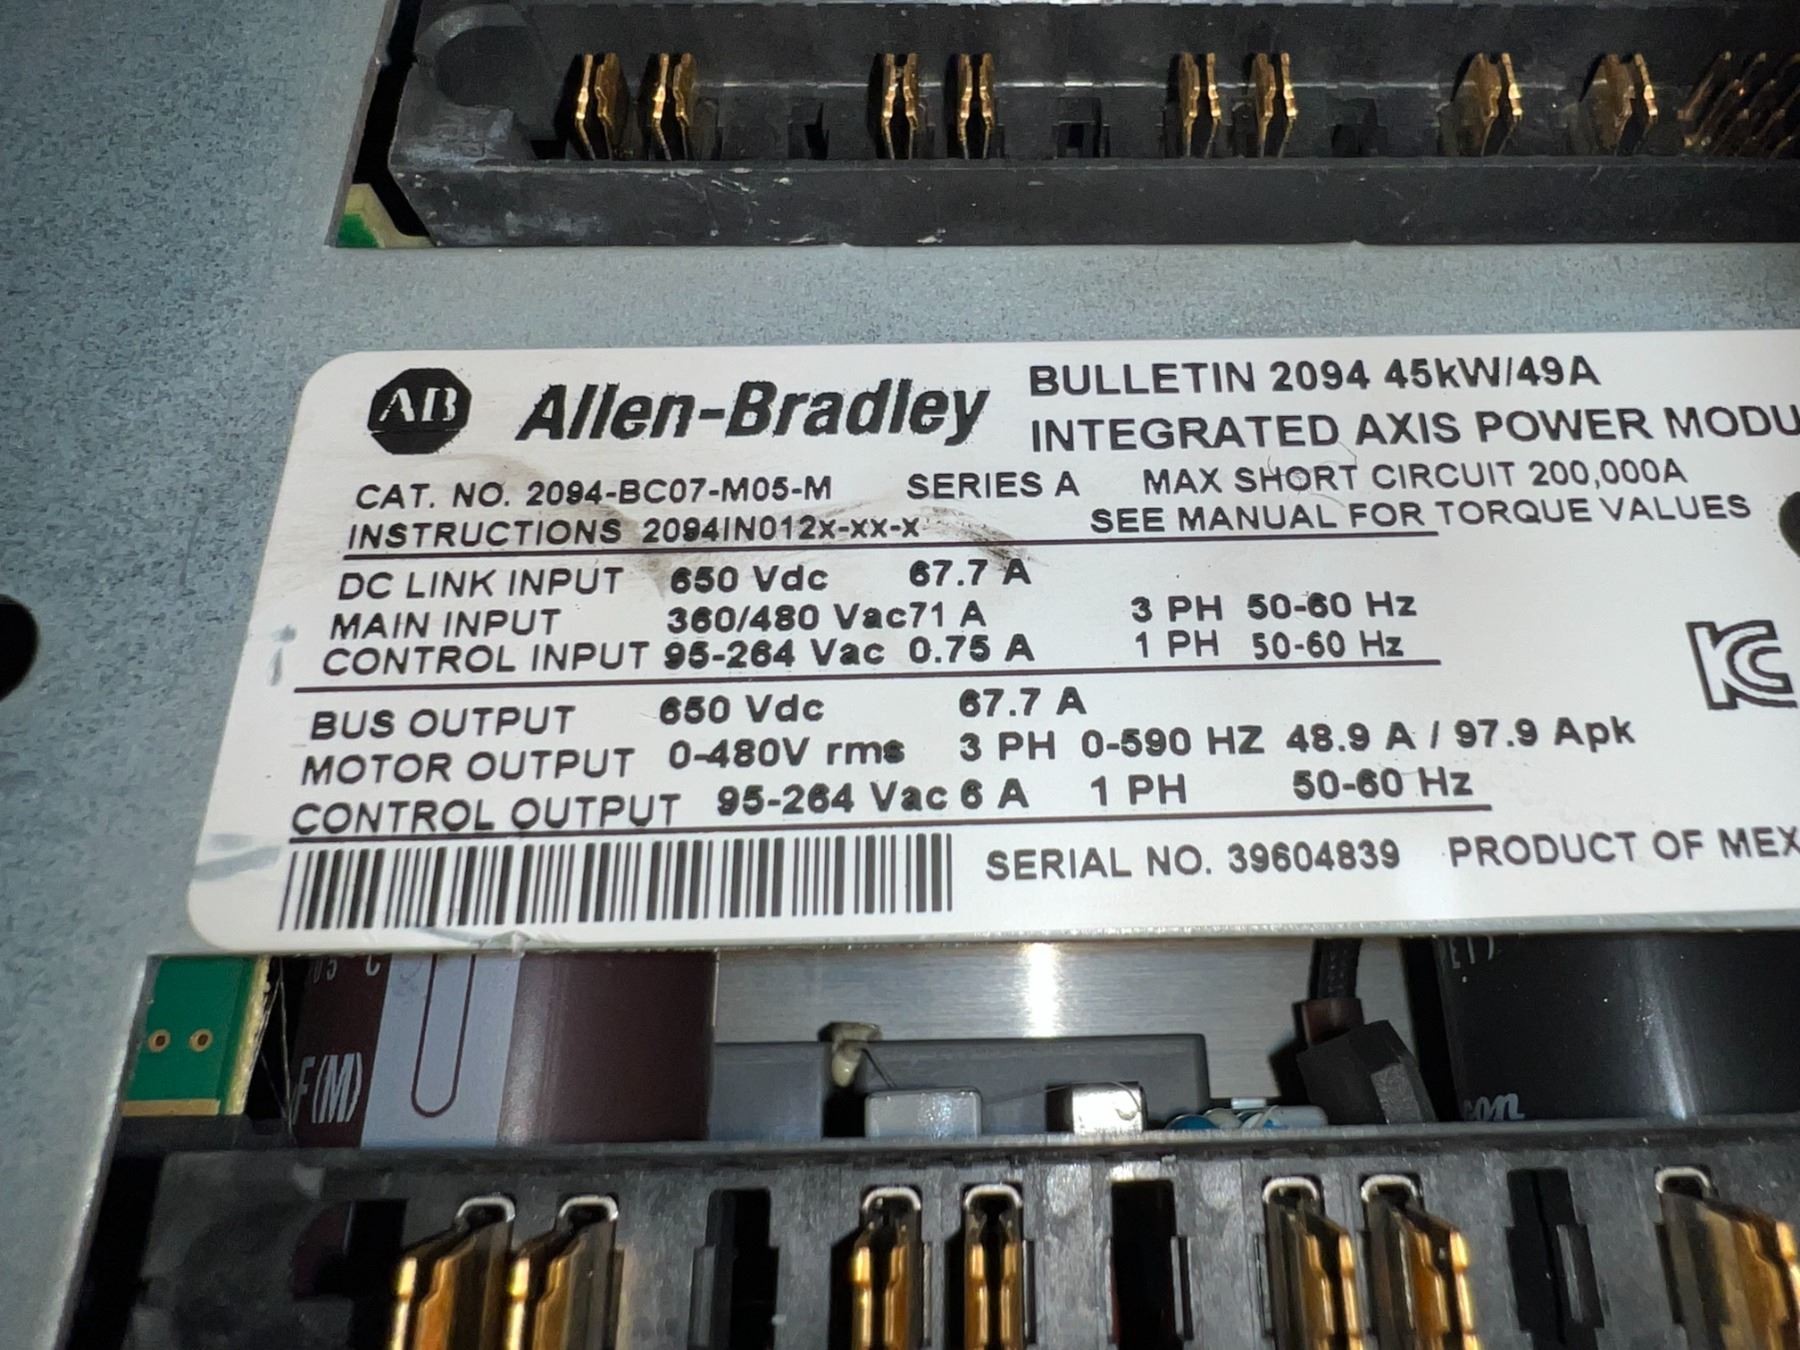 AB Allen-Bradley
BULLETIN 2094 45kW/49A
INTEGRATED AXIS POWER MODU
CAT. NO. 2094-BC07-M05-M SERIES A MAX SHORT CIRCUIT 200,000A
INSTRUCTIONS 2094IN012x-xx-x SEE MANUAL FOR TORQUE VALUES
DC LINK INPUT 650 Vdc 67.7 A
MAIN INPUT 360/480 Vac71 A 3 PH 50-60 Hz
CONTROL INPUT 95-264 Vac 0.75 A 1 PH 50-60 Hz
BUS OUTPUT 650 Vdc 67.7 A
MOTOR OUTPUT 0-480V rms 3 PH 0-590 HZ 48.9 A / 97.9 Apk
CONTROL OUTPUT 95-264 Vac 6 A 1 PH 50-60 Hz
SERIAL NO. 39604839 PRODUCT OF MEX
F(M)
con